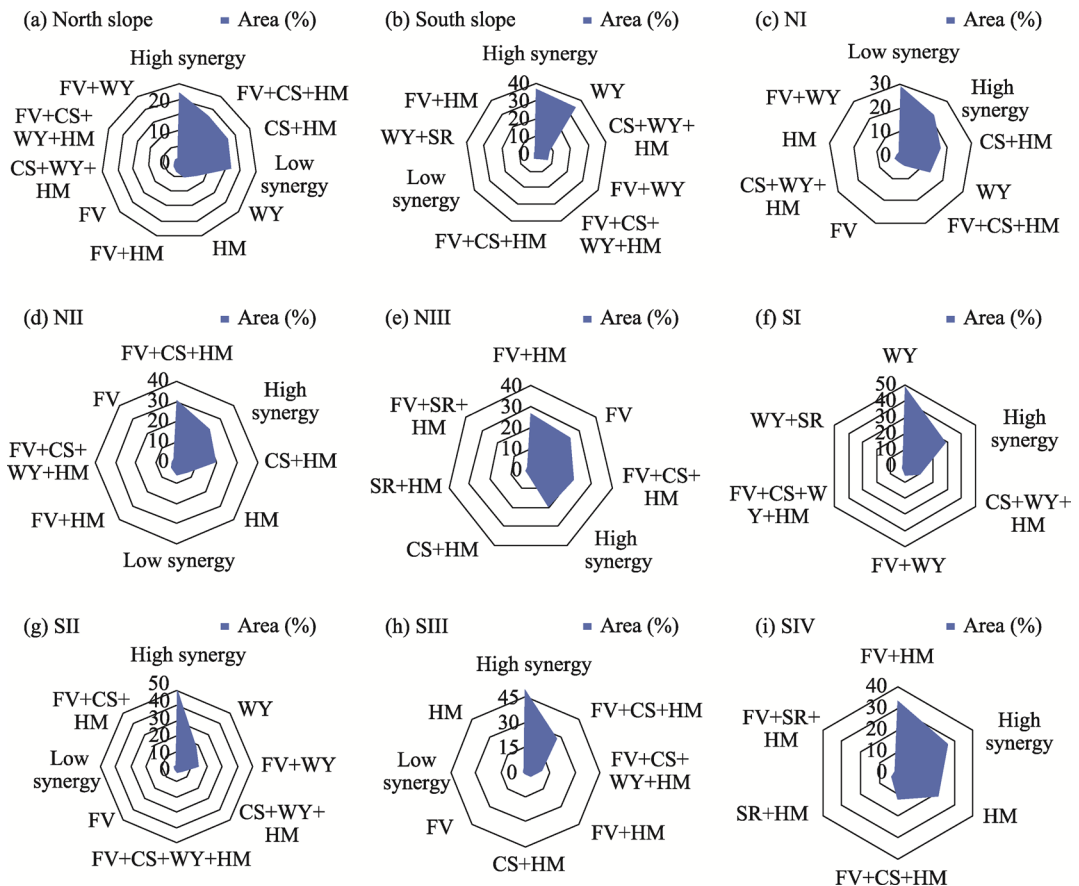 (a) North slope
Area (%)
High synergy
FV+WY
FV+CS+HM
FV+CS+
WY+HM
CS+HM
CS+WY+
HM
Low
synergy
FV
WY
FV+HM
HM
20
10
0
(b) South slope
Area (%)
High synergy
40
30
20
10
0
FV+HM
WY
WY+SR
CS+WY+
HM
Low
synergy
FV+WY
FV+CS+HM
FV+CS+
WY+HM
(c) NI
Area (%)
Low synergy
30
20
10
0
FV+WY
High
synergy
HM
CS+HM
CS+WY+
HM
WY
FV
FV+CS+HM
(d) NII
Area (%)
FV+CS+HM
40
30
20
10
0
FV
High
synergy
FV+CS+
WY+HM
CS+HM
FV+HM
HM
Low synergy
(e) NIII
Area (%)
FV+HM
40
30
20
10
0
FV+SR+
HM
FV
SR+HM
FV+CS+
HM
CS+HM
High
synergy
(f) SI
Area (%)
WY
50
40
30
20
10
0
WY+SR
High
synergy
FV+CS+W
Y+HM
CS+WY+
HM
FV+WY
(g) SII
Area (%)
High synergy
50
40
30
20
10
0
FV+CS+
HM
WY
Low
synergy
FV+WY
FV
CS+WY+
HM
FV+CS+WY+HM
(h) SIII
Area (%)
High synergy
45
30
15
0
HM
FV+CS+HM
Low
synergy
FV+CS+
WY+HM
FV
FV+HM
CS+HM
(i) SIV
Area (%)
FV+HM
40
30
20
10
0
FV+SR+
HM
High
synergy
SR+HM
HM
FV+CS+HM